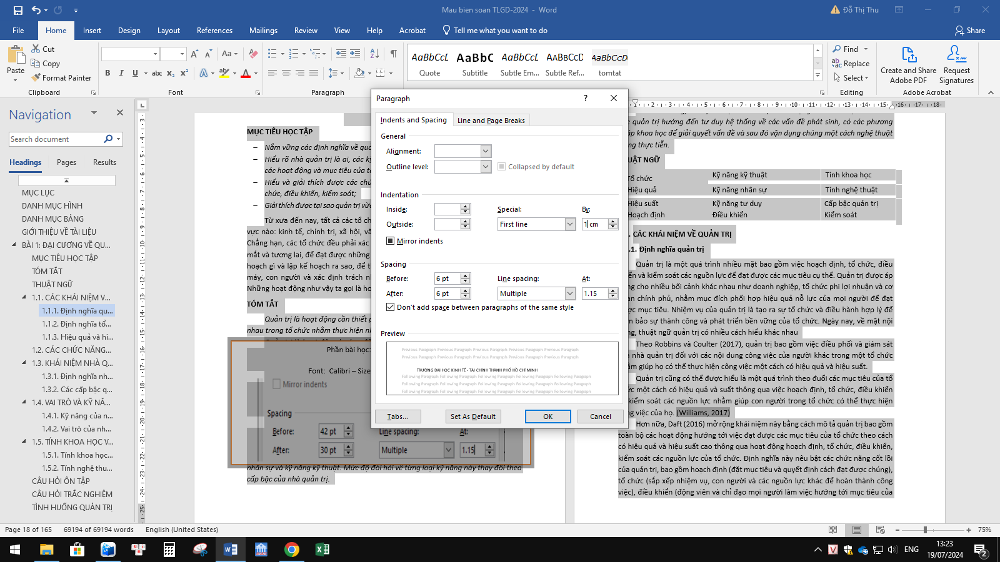 Mau bien soan TLGD-2024 - Word
Đỗ Thị Thu
File Home Insert Design Layout References Mailings Review View Help Acrobat Tell me what you want to do Share
Paste
Cut
Copy
Format Painter
Clipboard
Font
Paragraph
AaBbCcL AaBbC AaBbCcL AABBCCD AaBbCcDt
Quote Subtitle Subtle Em... Subtle Ref... tomtat
Find
Replace
Select
Editing
Create and Share
Adobe PDF
Request
Signatures
Adobe Acrobat
Navigation
Search document
Headings Pages Results
MỤC LỤC
DANH MỤC HÌNH
DANH MỤC BẢNG
GIỚI THIỆU VỀ TÀI LIỆU
BÀI 1: ĐẠI CƯƠNG VỀ QU...
MỤC TIÊU HỌC TẬP
TÓM TẮT
THUẬT NGỮ
1.1. CÁC KHÁI NIỆM V...
1.1.1. Định nghĩa qu...
1.1.2. Định nghĩa tổ...
1.1.3. Hiệu quả và hi...
1.2. CÁC CHỨC NĂNG...
1.3. KHÁI NIỆM NHÀ Q...
1.3.1. Định nghĩa nh...
1.3.2. Các cấp bậc q...
1.4. VAI TRÒ VÀ KỸ NĂ...
1.4.1. Kỹ năng của n...
1.4.2. Vai trò của nh...
1.5. TÍNH KHOA HỌC V...
1.5.1. Tính khoa học...
1.5.2. Tính nghệ thu...
CÂU HỎI ÔN TẬP
CÂU HỎI TRẮC NGHIỆM
TÌNH HUỐNG QUẢN TRỊ
MỤC TIÊU HỌC TẬP
– Nắm vững các định nghĩa về quả
– Hiểu rõ nhà quản trị là ai, các kỹ
các hoạt động và mục tiêu của tổ
– Hiểu và giải thích được các chứ
chức, điều khiển, kiểm soát;
– Giải thích được tại sao quản trị vừa
Từ xưa đến nay, tất cả các tổ ch
vực nào: kinh tế, chính trị, xã hội, vă
Chẳng hạn, các tổ chức đều phải xác
mắt và tương lai, để đạt được những
hoạch gì và lập kế hoạch ra sao, để t
máy, con người và xác định trách nh
Những hoạt động như vậy ta gọi là ho
TÓM TẮT
Quản trị là hoạt động cần thiết p
nhau trong tổ chức nhằm thực hiện nh
Phần bài học:
Font: Calibri – Size
Mirror indents
Spacing
Before: 42 pt Line spacing: At:
After: 30 pt Multiple 1.15
nhân sự và kỹ năng kỹ thuật. Mức độ đòi hỏi về từng loại kỹ năng này thay đổi theo
cấp bậc của nhà quản trị.
Paragraph
Indents and Spacing Line and Page Breaks
General
Alignment:
Outline level: Collapsed by default
Indentation
Inside: Special: By:
Outside: First line 1 cm
Mirror indents
Spacing
Before: 6 pt Line spacing: At:
After: 6 pt Multiple 1.15
Don't add space between paragraphs of the same style
Preview
Previous Paragraph Previous Paragraph Previous Paragraph Previous Paragraph Previous Paragraph
Previous Paragraph Previous Paragraph Previous Paragraph Previous Paragraph Previous Paragraph
TRƯỜNG ĐẠI HỌC KINH TẾ - TÀI CHÍNH THÀNH PHỐ HỒ CHÍ MINH
Following Paragraph Following Paragraph Following Paragraph Following Paragraph Following Paragraph
Following Paragraph Following Paragraph Following Paragraph Following Paragraph Following Paragraph
Following Paragraph Following Paragraph Following Paragraph Following Paragraph Following Paragraph
Tabs... Set As Default OK Cancel
quản trị hướng đến tư duy hệ thống về các vấn đề phát sinh, có các phương
áp khoa học để giải quyết vấn đề và sau đó vận dụng chúng một cách nghệ thuật
ng thực tiễn.
UẬT NGỮ
Tổ chức Kỹ năng kỹ thuật Tính khoa học
Hiệu quả Kỹ năng nhân sự Tính nghệ thuật
Hiệu suất Kỹ năng tư duy Cấp bậc quản trị
Hoạch định Điều khiển Kiểm soát
. CÁC KHÁI NIỆM VỀ QUẢN TRỊ
.1. Định nghĩa quản trị
Quản trị là một quá trình nhiều mặt bao gồm việc hoạch định, tổ chức, điều
ển và kiểm soát các nguồn lực để đạt được các mục tiêu cụ thể. Quản trị được áp
ng cho nhiều bối cảnh khác nhau như doanh nghiệp, tổ chức phi lợi nhuận và cơ
an chính phủ, nhằm mục đích phối hợp hiệu quả nỗ lực của mọi người để đạt
ợc mục tiêu. Nhiệm vụ của quản trị là tạo ra sự tổ chức và điều hành hợp lý để
m bảo sự thành công và phát triển bền vững của tổ chức. Ngày nay, về mặt nội
ng, thuật ngữ quản trị có nhiều cách hiểu khác nhau
Theo Robbins và Coulter (2017), quản trị bao gồm việc điều phối và giám sát
nhà quản trị đối với các nội dung công việc của người khác trong một tổ chức
ằm giúp họ có thể thực hiện công việc một cách có hiệu quả và hiệu suất.
Quản trị cũng có thể được hiểu là một quá trình theo đuổi các mục tiêu của tổ
ức một cách có hiệu quả và suất thông qua việc hoạch định, tổ chức, điều khiển
kiểm soát các nguồn lực nhằm giúp con người trong tổ chức có thể thực hiện
ng việc của họ. (Williams, 2017)
Hơn nữa, Daft (2016) mở rộng khái niệm này bằng cách mô tả quản trị bao gồm
toàn bộ các hoạt động hướng tới việc đạt được các mục tiêu của tổ chức theo cách
có hiệu quả và hiệu suất cao thông qua hoạt động hoạch định, tổ chức, điều khiển,
kiểm soát các nguồn lực của tổ chức. Định nghĩa này nêu bật các chức năng cốt lõi
của quản trị, bao gồm hoạch định (đặt mục tiêu và quyết định cách đạt được chúng),
tổ chức (sắp xếp nhiệm vụ, con người và các nguồn lực khác để hoàn thành công
việc), điều khiển (động viên và chỉ đạo mọi người làm việc hướng tới mục tiêu của
Page 18 of 165 69194 of 69194 words English (United States) 75%
ENG
13:23
19/07/2024
2